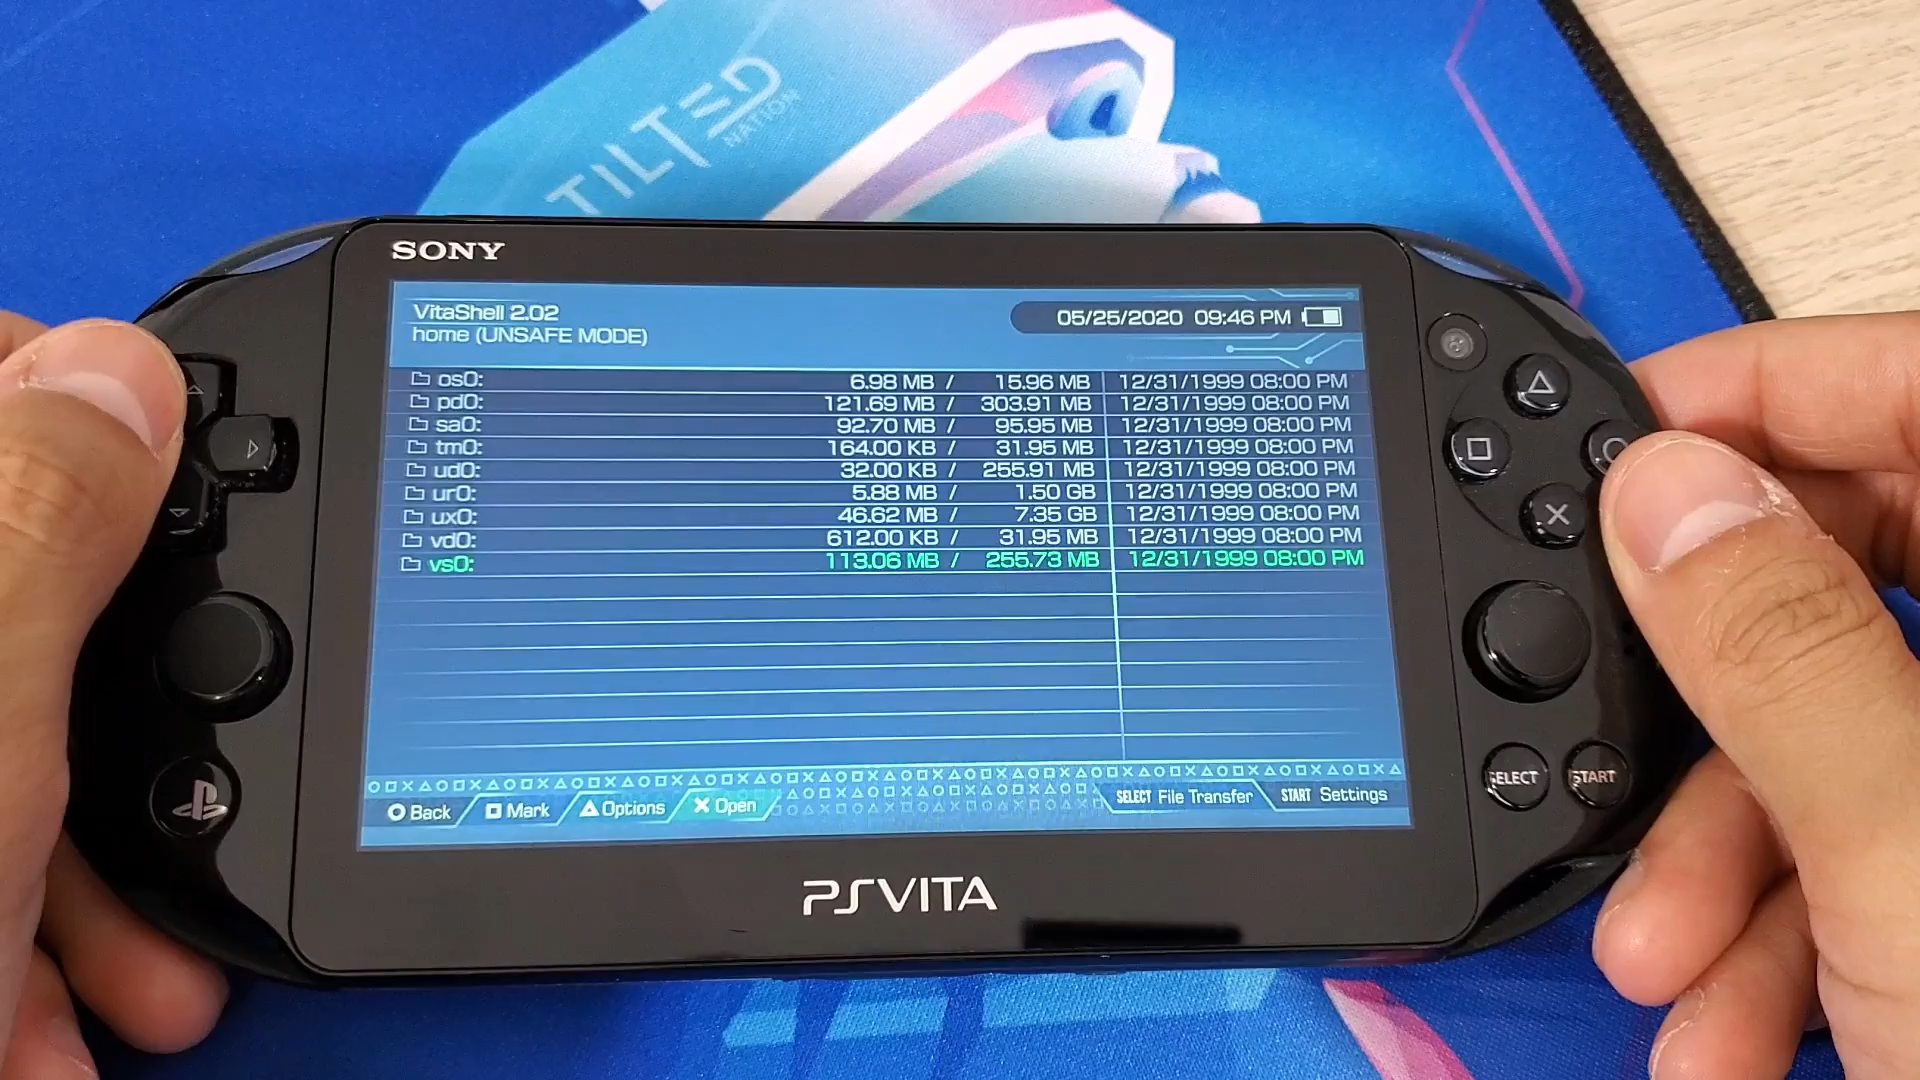 TILTED
NATION
SONY
VitaShell 2.02
05/25/2020 09:46 PM
home (UNSAFE MODE)
os0: 6.98 MB / 15.96 MB 12/31/1999 08:00 PM
pd0: 121.69 MB / 303.91 MB 12/31/1999 08:00 PM
sa0: 92.70 MB / 95.95 MB 12/31/1999 08:00 PM
tm0: 164.00 KB / 31.95 MB 12/31/1999 08:00 PM
ud0: 32.00 KB / 255.91 MB 12/31/1999 08:00 PM
ur0: 5.88 MB / 1.50 GB 12/31/1999 08:00 PM
ux0: 46.62 MB / 7.35 GB 12/31/1999 08:00 PM
vd0: 612.00 KB / 31.95 MB 12/31/1999 08:00 PM
vs0: 113.06 MB / 255.73 MB 12/31/1999 08:00 PM
Back Mark Options Open SELECT File Transfer START Settings
SELECT START
PSVITA